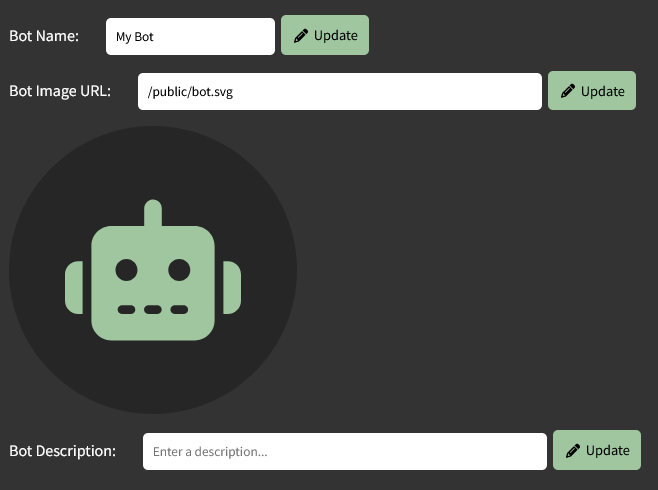 Bot Name: My Bot Update
Bot Image URL: /public/bot.svg Update
Bot Description: Enter a description... Update